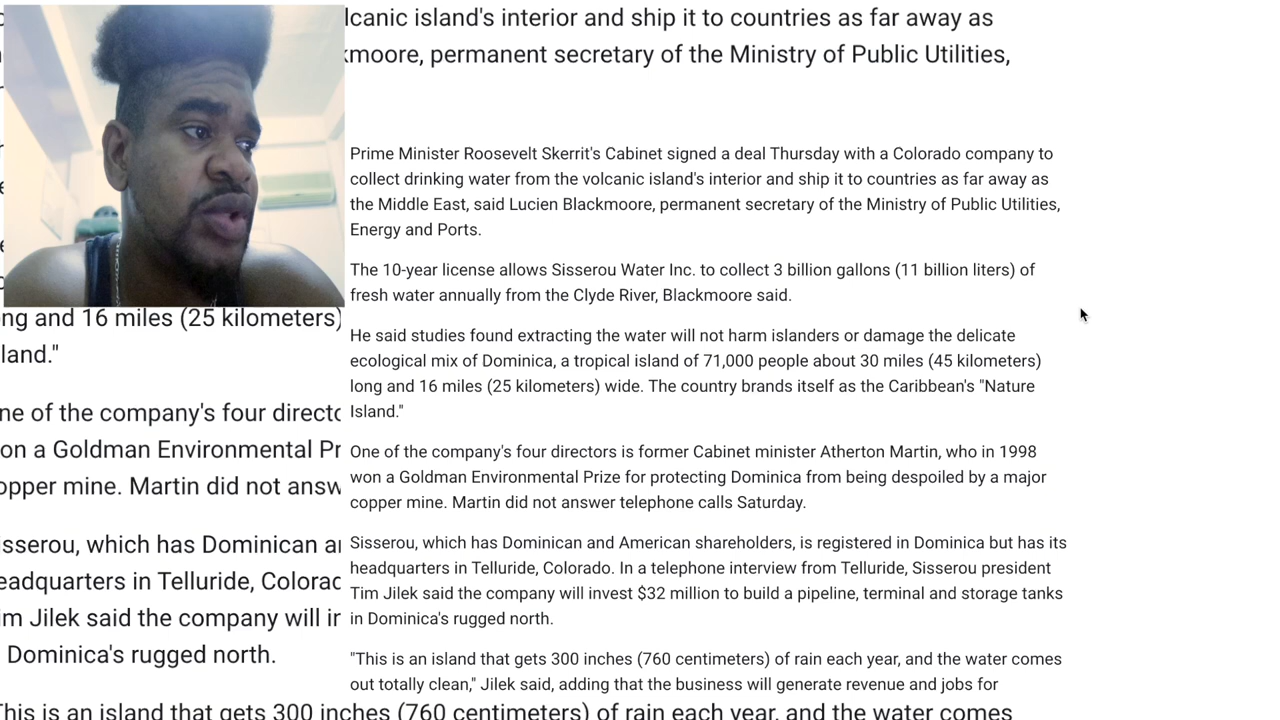 lcanic island's interior and ship it to countries as far away as
kmoore, permanent secretary of the Ministry of Public Utilities,
Prime Minister Roosevelt Skerrit's Cabinet signed a deal Thursday with a Colorado company to
collect drinking water from the volcanic island's interior and ship it to countries as far away as
the Middle East, said Lucien Blackmoore, permanent secretary of the Ministry of Public Utilities,
Energy and Ports.
The 10-year license allows Sisserou Water Inc. to collect 3 billion gallons (11 billion liters) of
fresh water annually from the Clyde River, Blackmoore said.
He said studies found extracting the water will not harm islanders or damage the delicate
ecological mix of Dominica, a tropical island of 71,000 people about 30 miles (45 kilometers)
long and 16 miles (25 kilometers) wide. The country brands itself as the Caribbean's "Nature
Island."
One of the company's four directors is former Cabinet minister Atherton Martin, who in 1998
won a Goldman Environmental Prize for protecting Dominica from being despoiled by a major
copper mine. Martin did not answer telephone calls Saturday.
Sisserou, which has Dominican and American shareholders, is registered in Dominica but has its
headquarters in Telluride, Colorado. In a telephone interview from Telluride, Sisserou president
Tim Jilek said the company will invest $32 million to build a pipeline, terminal and storage tanks
in Dominica's rugged north.
"This is an island that gets 300 inches (760 centimeters) of rain each year, and the water comes
out totally clean," Jilek said, adding that the business will generate revenue and jobs for
ng and 16 miles (25 kilometers)
land."
ne of the company's four directo
on a Goldman Environmental Pr
opper mine. Martin did not answ
isserou, which has Dominican ar
eadquarters in Telluride, Colorac
im Jilek said the company will ir
Dominica's rugged north.
This is an island that gets 300 inches (760 centimeters) of rain each year, and the water comes